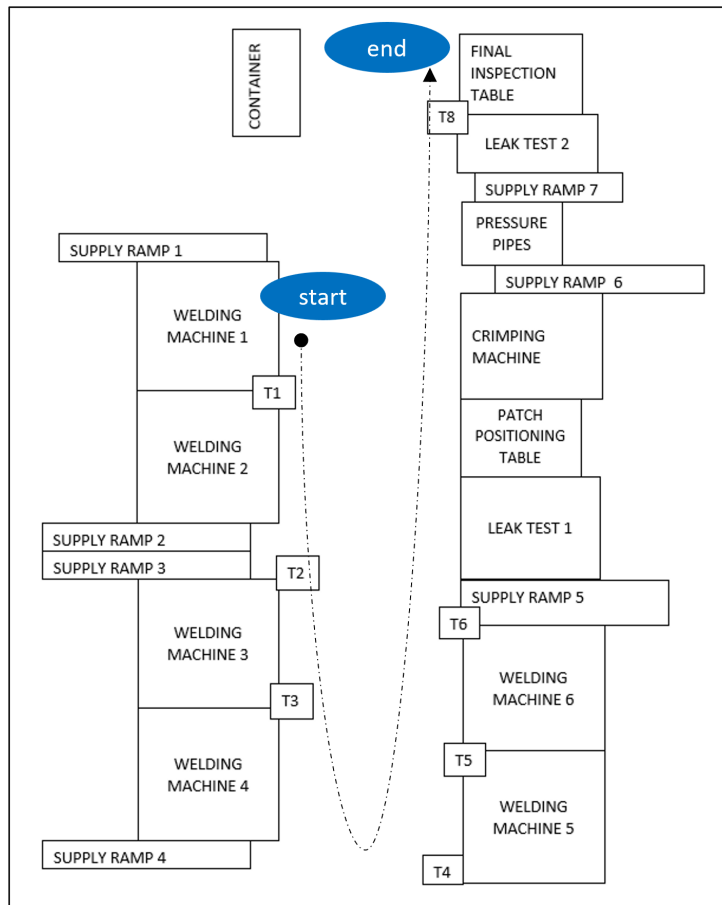 end
CONTAINER
FINAL
INSPECTION
TABLE
T8
LEAK TEST 2
SUPPLY RAMP 7
PRESSURE
PIPES
SUPPLY RAMP 1
SUPPLY RAMP 6
start
WELDING
MACHINE 1
CRIMPING
MACHINE
T1
PATCH
POSITIONING
TABLE
WELDING
MACHINE 2
LEAK TEST 1
SUPPLY RAMP 2
SUPPLY RAMP 3
T2
SUPPLY RAMP 5
T6
WELDING
MACHINE 3
WELDING
MACHINE 6
T3
T5
WELDING
MACHINE 4
WELDING
MACHINE 5
SUPPLY RAMP 4
T4